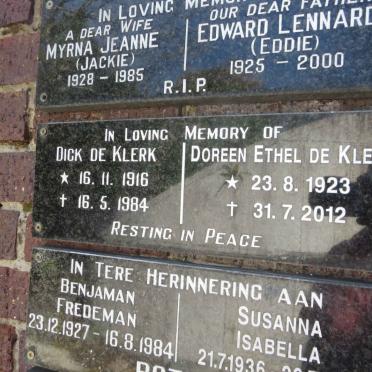 IN LOVING
A DEAR WIFE
MYRNA JEANNE
(JACKIE)
1928 - 1985
OUR DEAR
EDWARD LENNARD
(EDDIE)
1925 - 2000
R.I.P.
IN LOVING MEMORY OF
DICK DE KLERK
★ 16. 11. 1916
† 16. 5. 1984
DOREEN ETHEL DE KLE
★ 23. 8. 1923
† 31. 7. 2012
RESTING IN PEACE
IN TERE HERINNERING AAN
BENJAMAN
FREDEMAN
23.12.1927 - 16.8.1984
SUSANNA
ISABELLA
21.7.1936